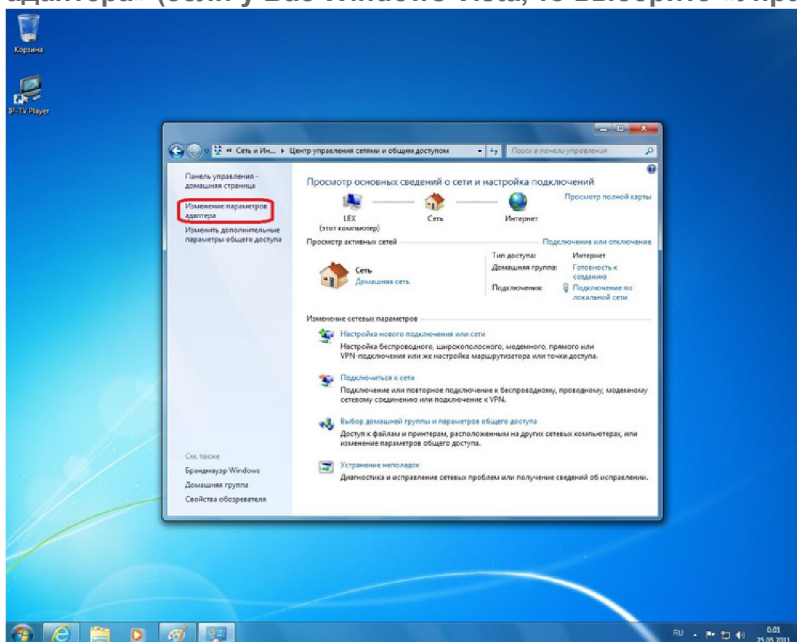 адаптера» (если у Вас Windows Vista, то выберите
Корзина
IP-TV Player
Сеть и Ин... ▸ Центр управления сетями и общим доступом
Поиск в панели управления
Панель управления -
домашняя страница
Изменение параметров
адаптера
Изменить дополнительные
параметры общего доступа
Просмотр основных сведений о сети и настройка подключений
Просмотр полной карты
LEX
(этот компьютер)
Сеть
Интернет
Просмотр активных сетей
Подключение или отключение
Сеть
Домашняя сеть
Тип доступа: Интернет
Домашняя группа: Готовность к
созданию
Подключения: Подключение по
локальной сети
Изменение сетевых параметров
Настройка нового подключения или сети
Настройка беспроводного, широкополосного, модемного, прямого или
VPN-подключения или же настройка маршрутизатора или точки доступа.
Подключиться к сети
Подключение или повторное подключение к беспроводному, проводному, модемному
сетевому соединению или подключение к VPN.
Выбор домашней группы и параметров общего доступа
Доступ к файлам и принтерам, расположенным на других сетевых компьютерах, или
изменение параметров общего доступа.
Устранение неполадок
Диагностика и исправление сетевых проблем или получение сведений об исправлении.
См. также
Брандмауэр Windows
Домашняя группа
Свойства обозревателя
RU
0:01
25.05.2011